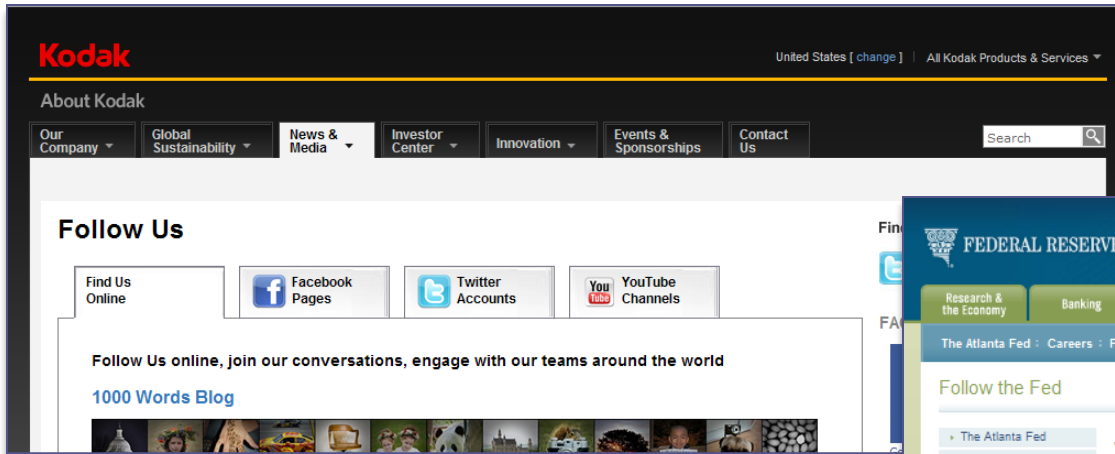 Kodak
United States [ change ] | All Kodak Products & Services
About Kodak
Our Company
Global Sustainability
News & Media
Investor Center
Innovation
Events & Sponsorships
Contact Us
Search
Follow Us
Find Us Online
Facebook Pages
Twitter Accounts
You Tube
YouTube Channels
Follow Us online, join our conversations, engage with our teams around the world
1000 Words Blog
FEDERAL RESERV
Research & the Economy
Banking
The Atlanta Fed : Careers :
Follow the Fed
The Atlanta Fed